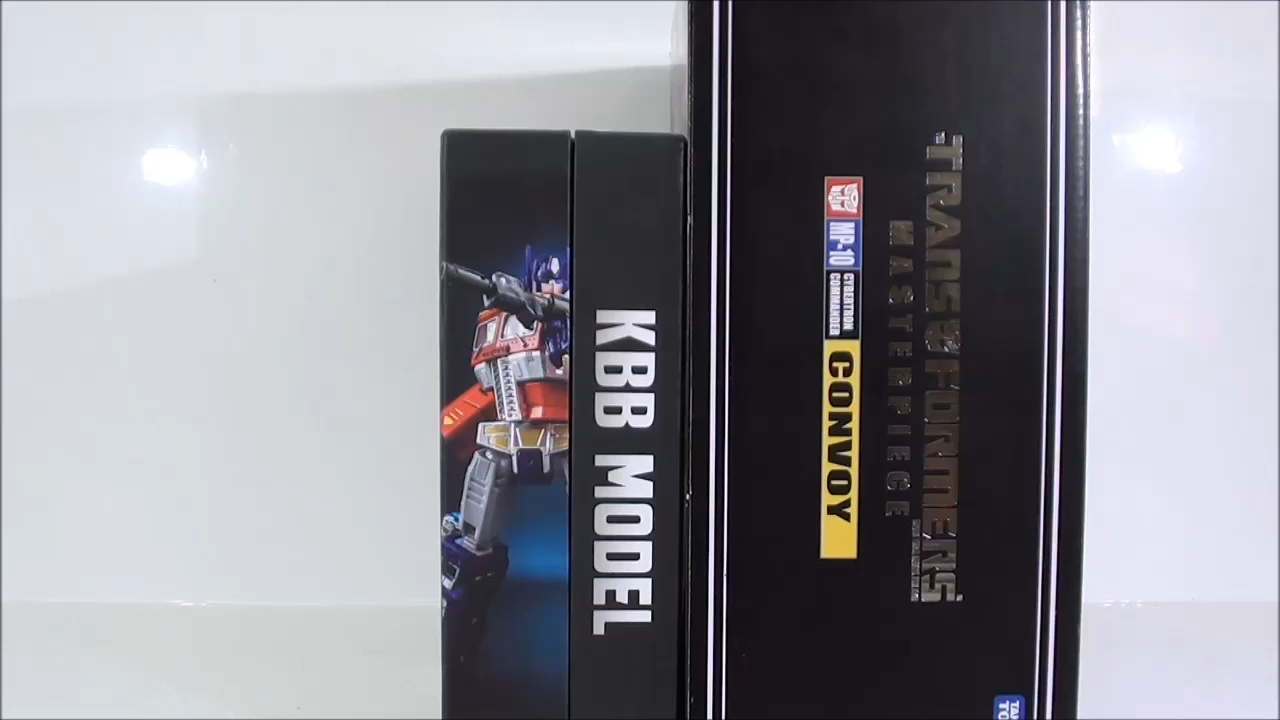 KBB MODEL
TRANSFORMERS
MASTERPIECE
MP-10
CYBERTRON
COMMANDER
CONVOY